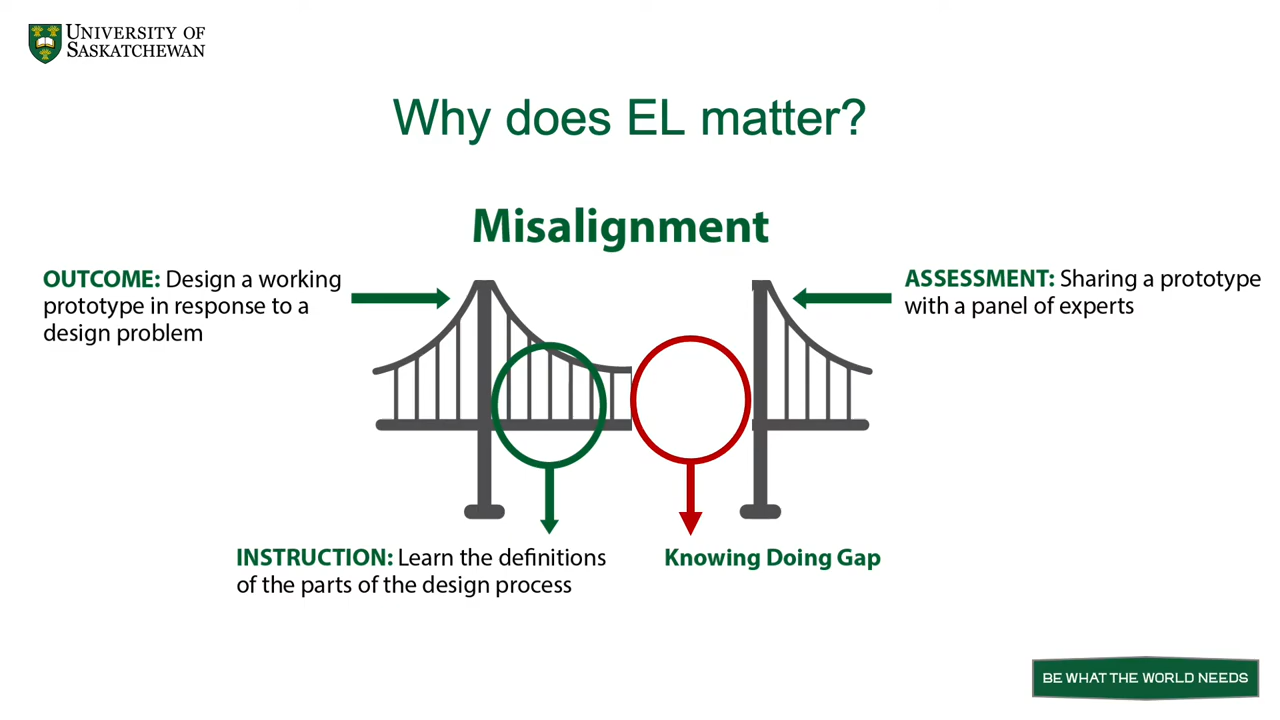 UNIVERSITY OF
SASKATCHEWAN
Why does EL matter?
Misalignment
OUTCOME: Design a working
prototype in response to a
design problem
ASSESSMENT: Sharing a prototype
with a panel of experts
INSTRUCTION: Learn the definitions
of the parts of the design process
Knowing Doing Gap
BE WHAT THE WORLD NEEDS